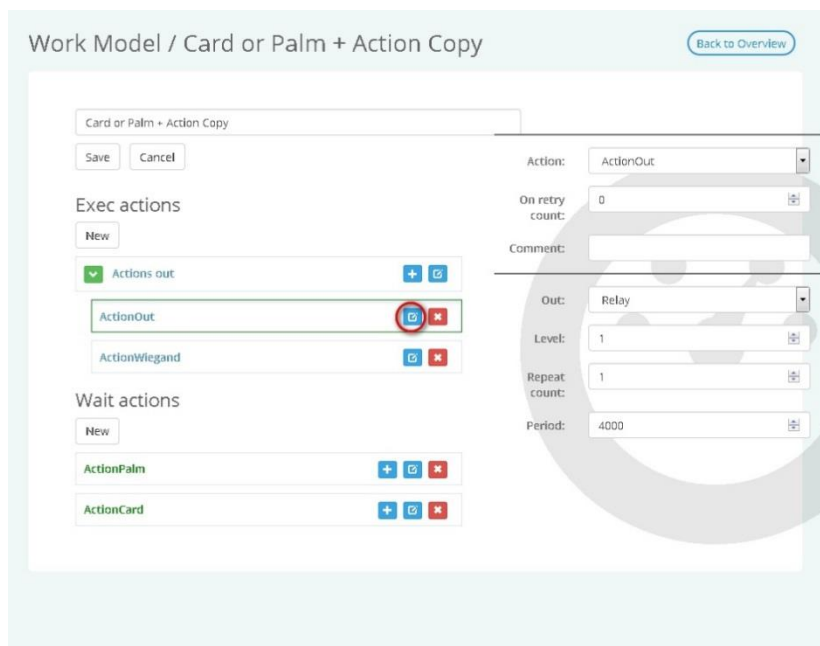 Work Model / Card or Palm + Action Copy
Back to Overview
Card or Palm + Action Copy
Save
Cancel
Exec actions
New
Actions out
ActionOut
ActionWiegand
Wait actions
New
ActionPalm
ActionCard
Action:
ActionOut
On retry
count:
0
Comment:
Out:
Relay
Level:
1
Repeat
count:
1
Period:
4000